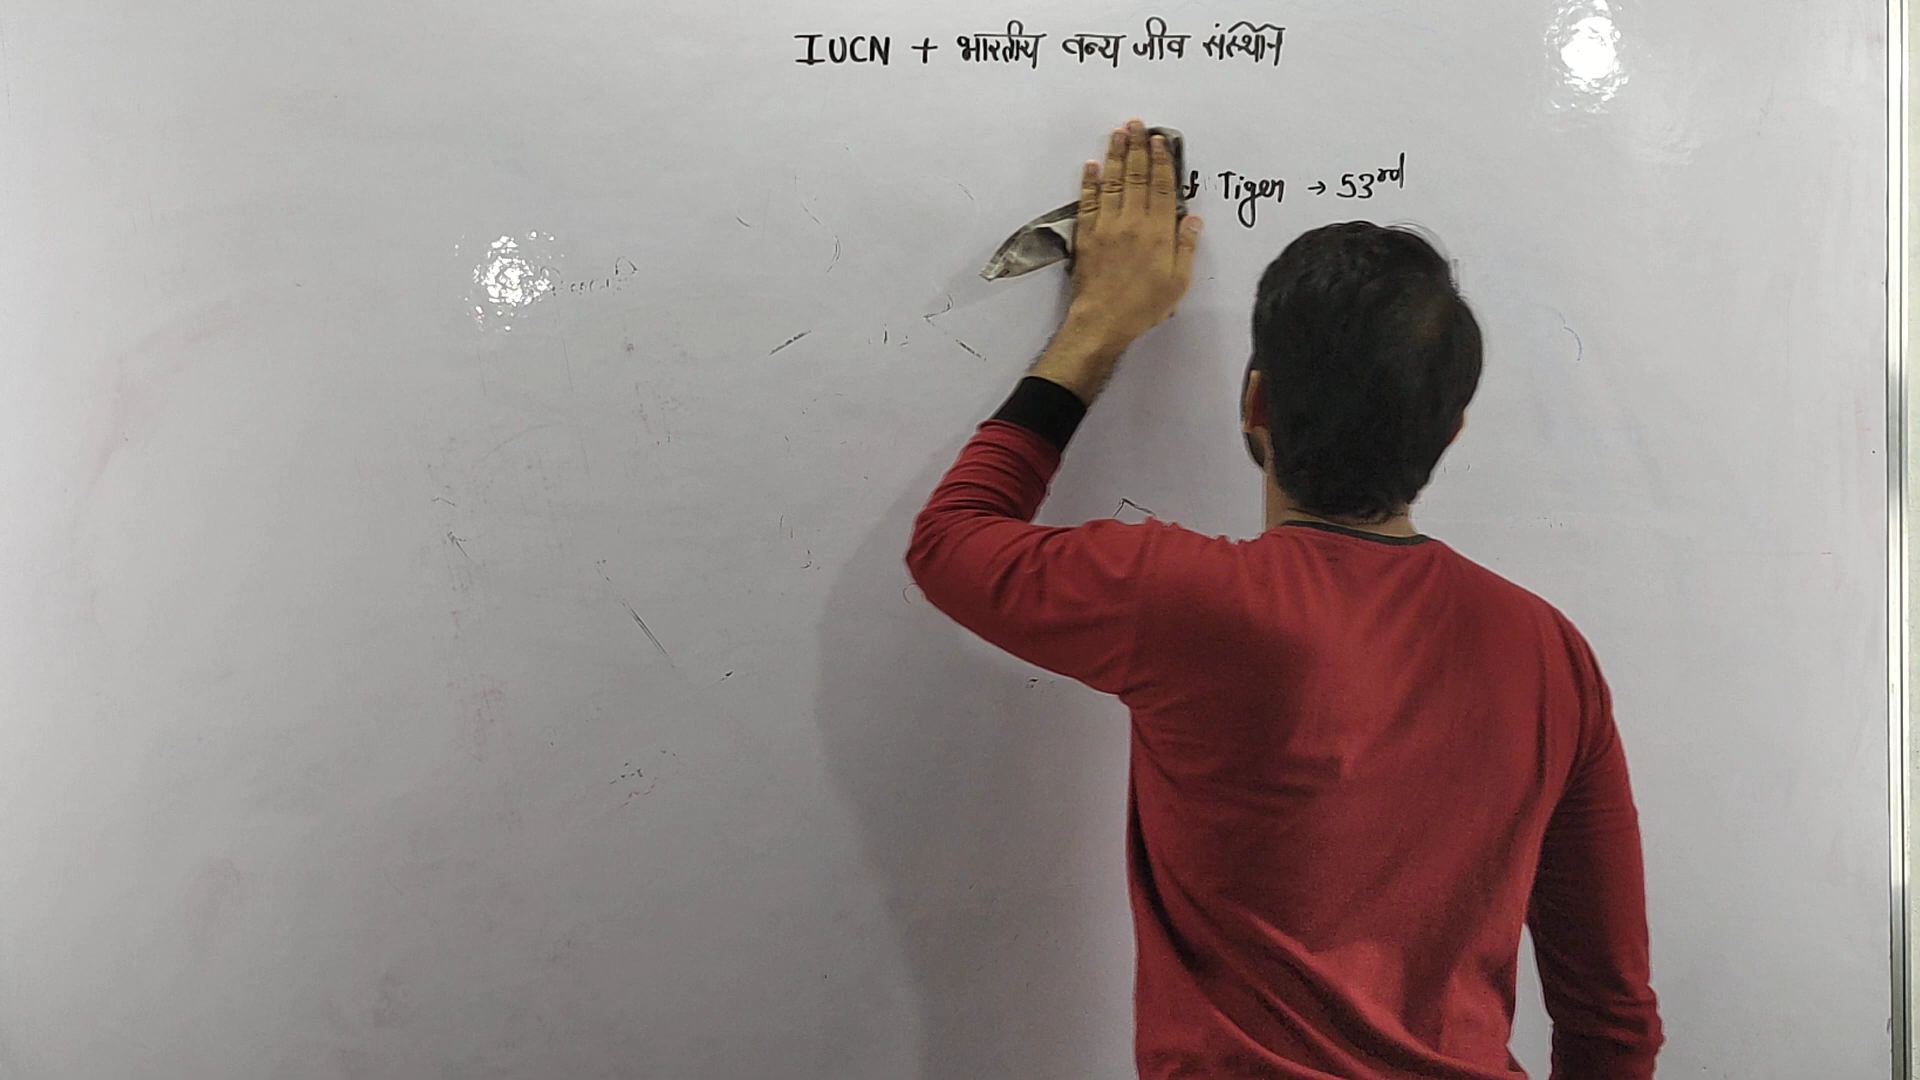 IUCN + भारतीय वन्य जीव संस्थान
Tiger → 53rd